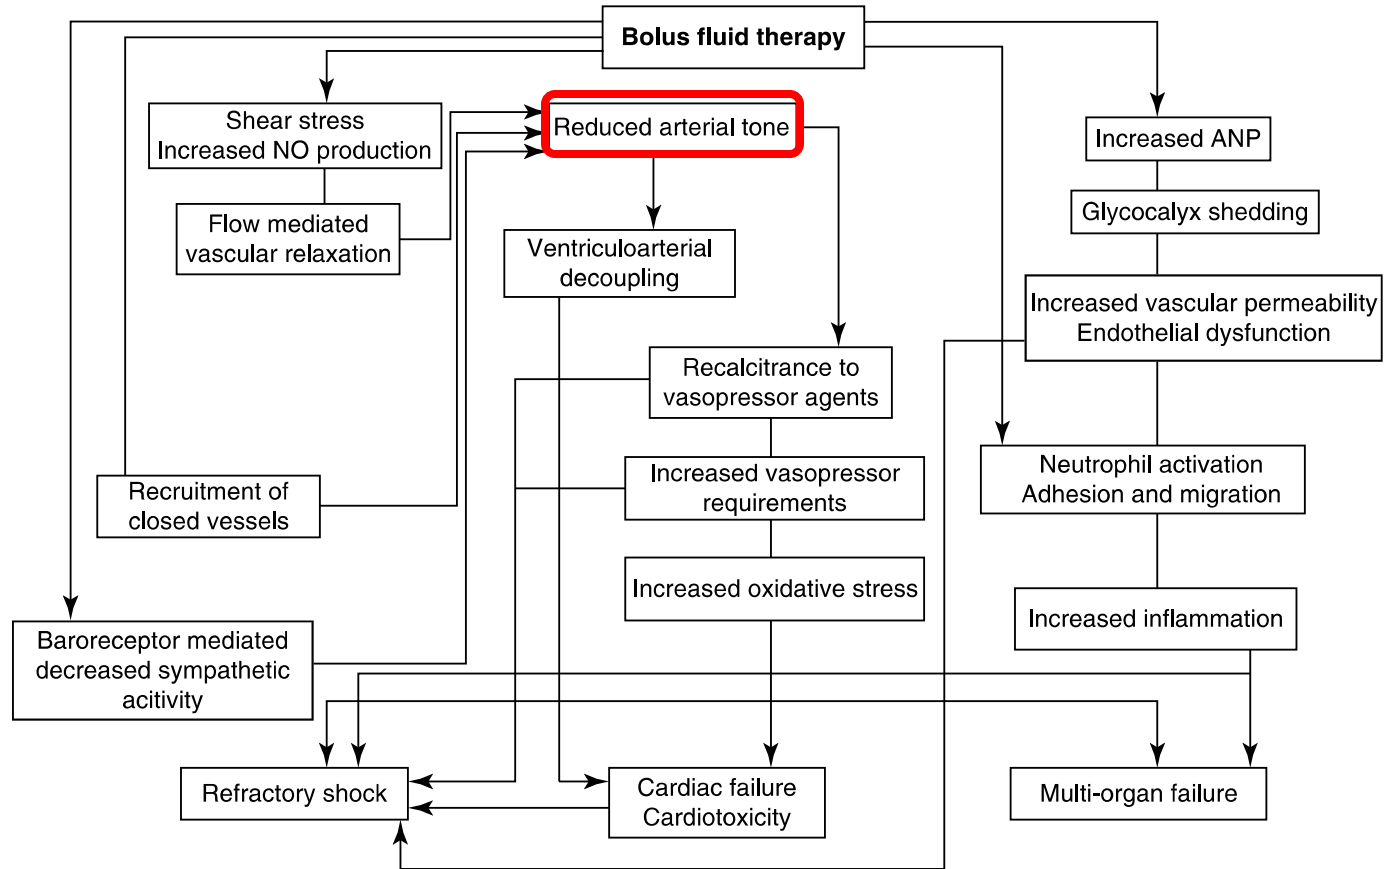 Bolus fluid therapy
Shear stress
Increased NO production
Reduced arterial tone
Increased ANP
Flow mediated
vascular relaxation
Glycocalyx shedding
Ventriculoarterial
decoupling
Increased vascular permeability
Endothelial dysfunction
Recalcitrance to
vasopressor agents
Recruitment of
closed vessels
Increased vasopressor
requirements
Neutrophil activation
Adhesion and migration
Increased oxidative stress
Increased inflammation
Baroreceptor mediated
decreased sympathetic
acitivity
Refractory shock
Cardiac failure
Cardiotoxicity
Multi-organ failure